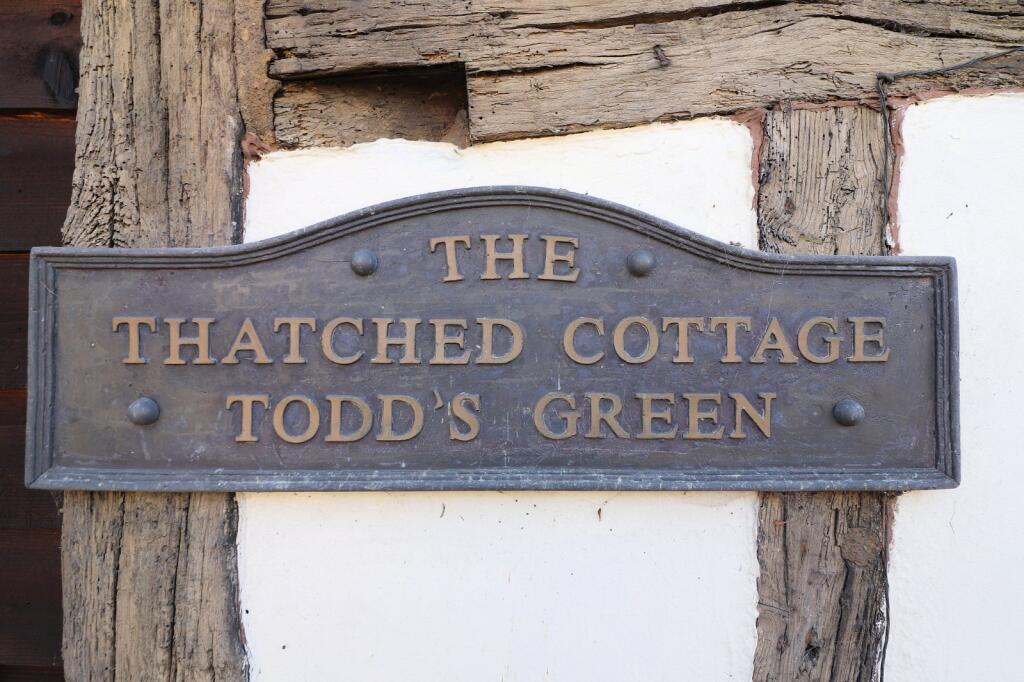 THE
THATCHED COTTAGE
TODD'S GREEN